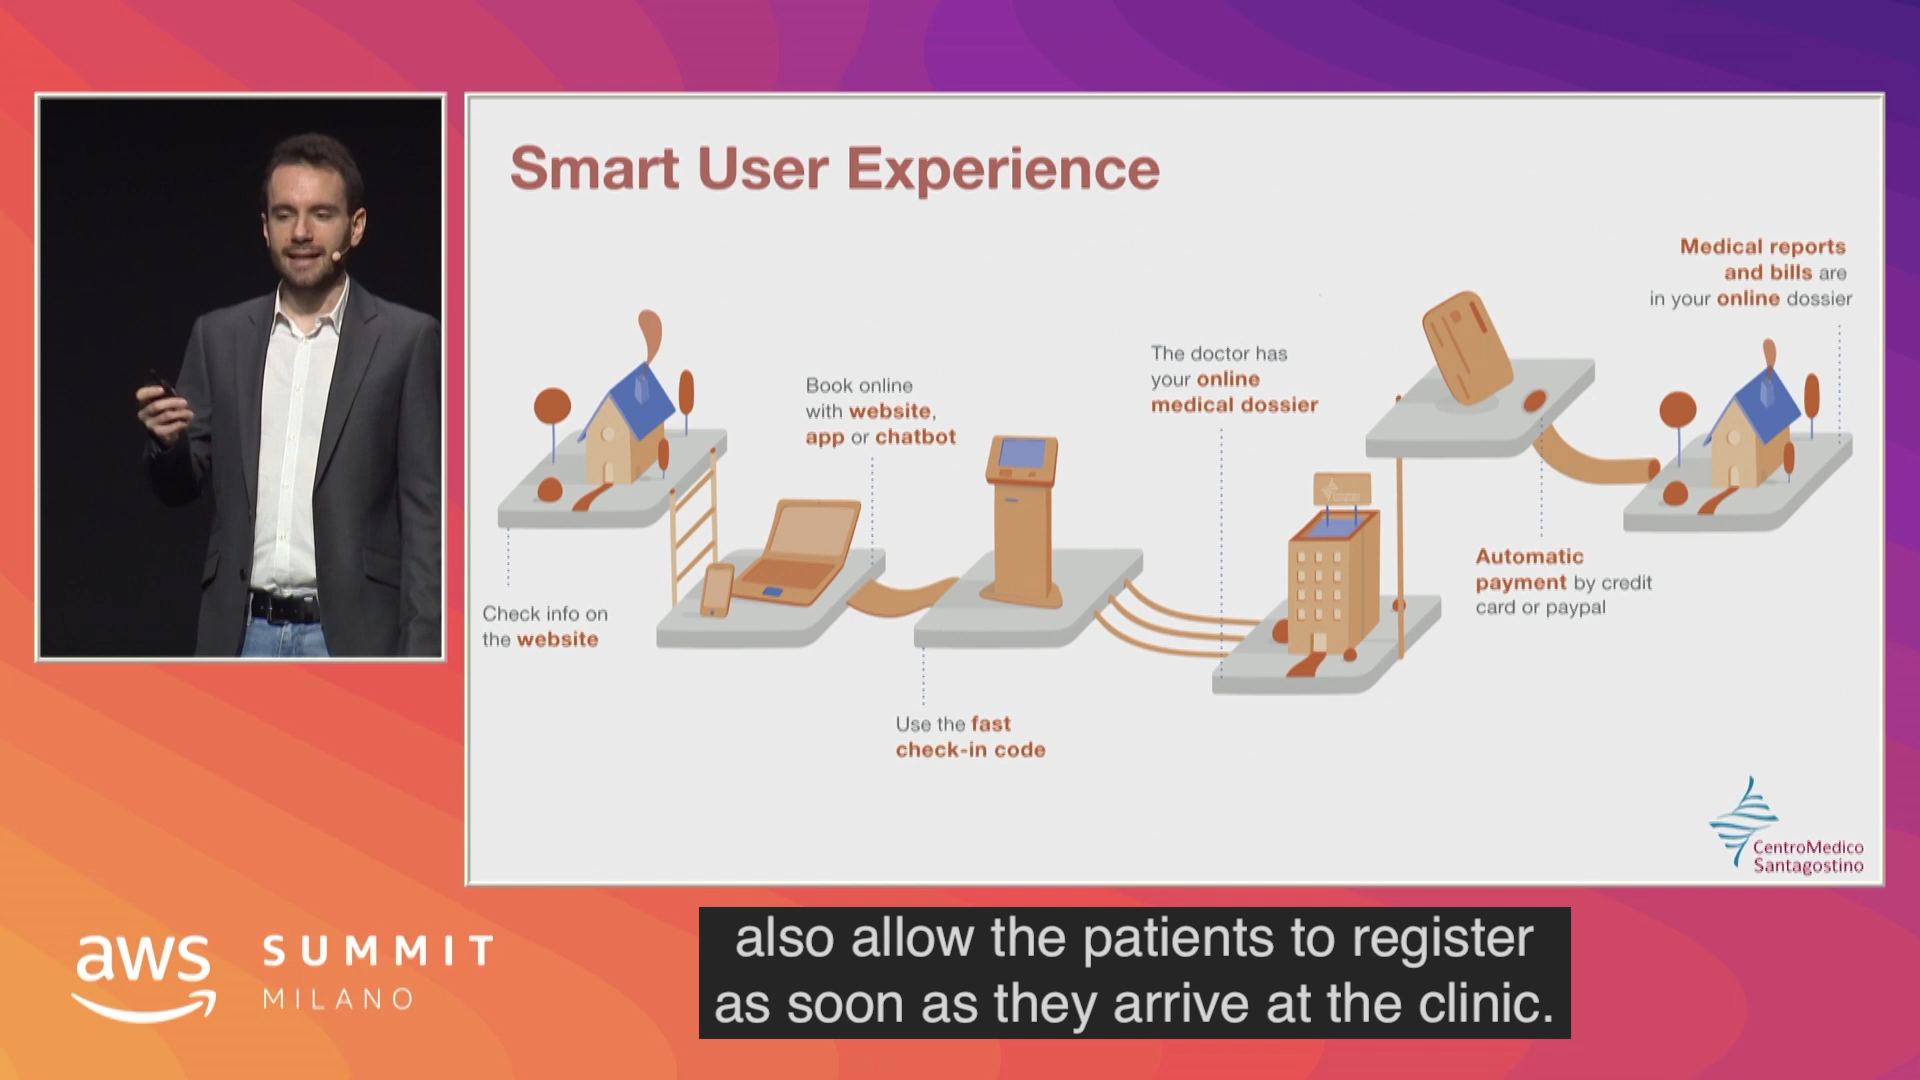 Smart User Experience
Check info on
the website
Book online
with website,
app or chatbot
Use the fast
check-in code
The doctor has
your online
medical dossier
Automatic
payment by credit
card or paypal
Medical reports
and bills are
in your online dossier
CentroMedico
Santagostino
aws
SUMMIT
MILANO
also allow the patients to register
as soon as they arrive at the clinic.